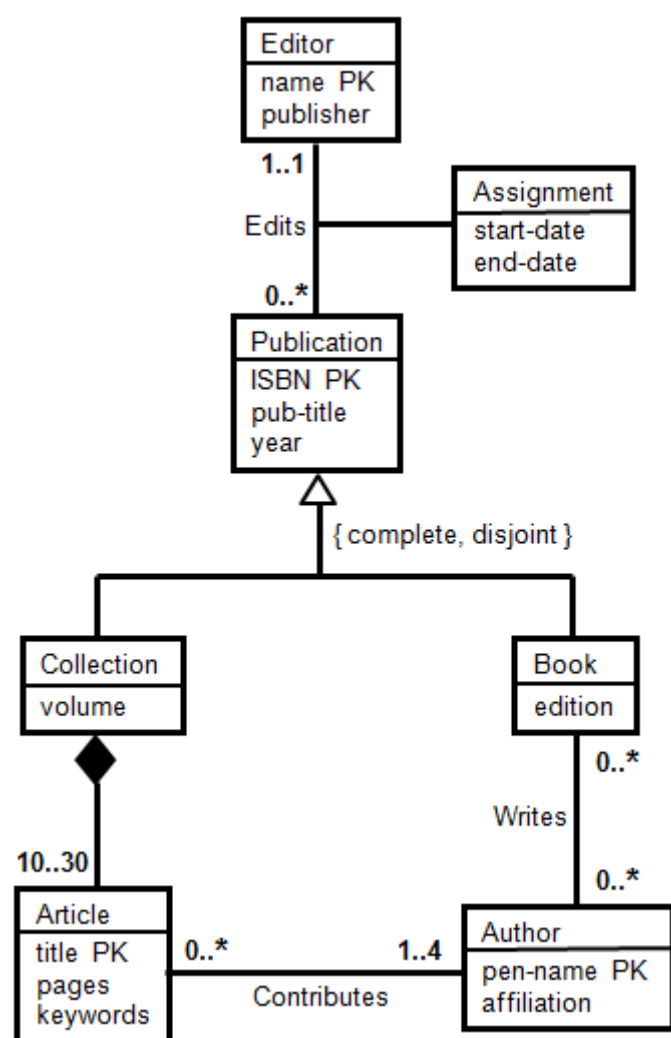 Editor
name PK
publisher
1..1
Assignment
start-date
end-date
Edits
0..*
Publication
ISBN PK
pub-title
year
{ complete, disjoint }
Collection
volume
Book
edition
0..*
Writes
10..30
0..*
Article
title PK
pages
keywords
0..*
1..4
Contributes
Author
pen-name PK
affiliation